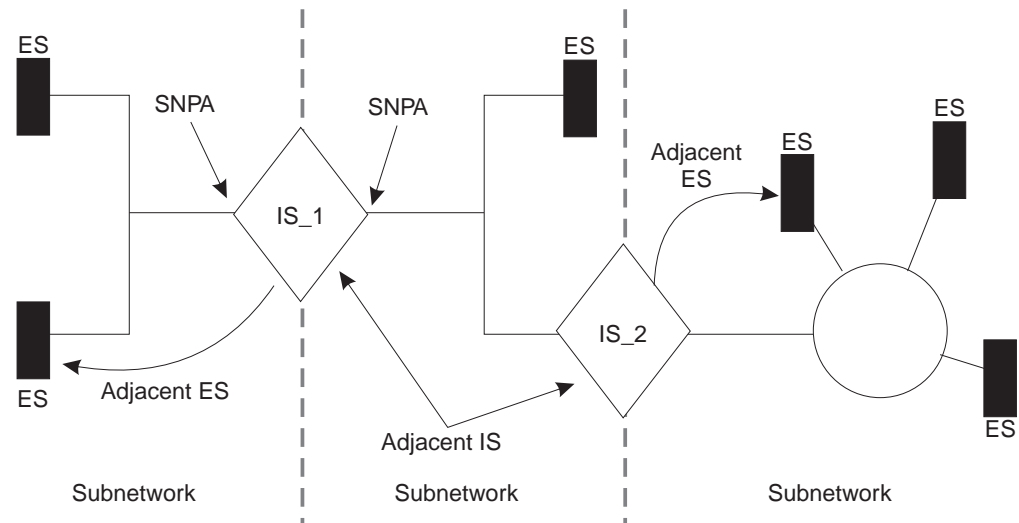 ES
ES
SNPA
SNPA
ES
ES
Adjacent
ES
IS_1
IS_2
Adjacent ES
ES
Adjacent IS
ES
Subnetwork
Subnetwork
Subnetwork